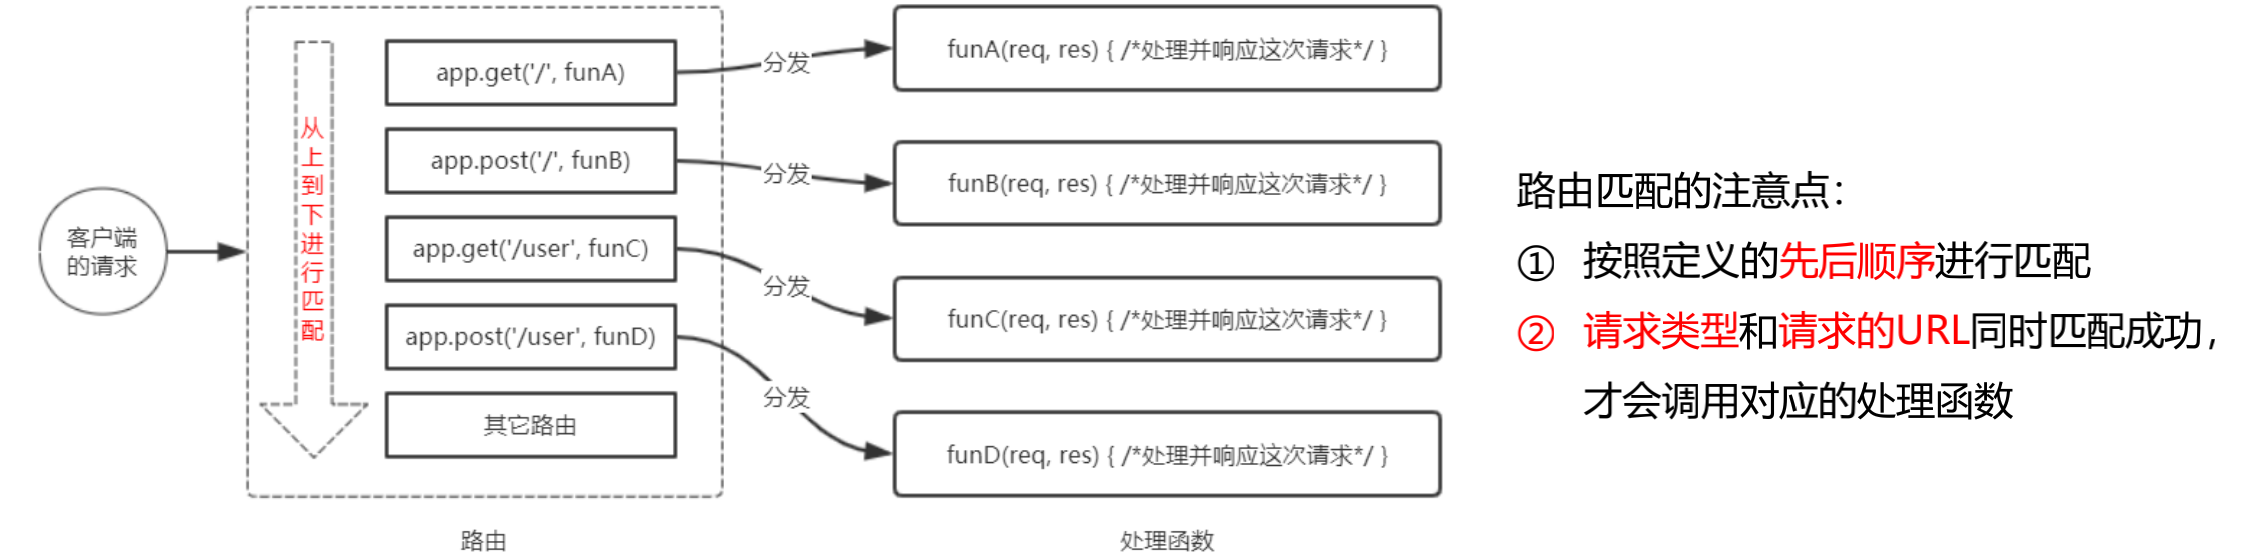 客户端
的请求
从上到下进行匹配
app.get('/', funA)
app.post('/', funB)
app.get('/user', funC)
app.post('/user', funD)
其它路由
路由
分发
分发
分发
分发
funA(req, res) { /*处理并响应这次请求*/ }
funB(req, res) { /*处理并响应这次请求*/ }
funC(req, res) { /*处理并响应这次请求*/ }
funD(req, res) { /*处理并响应这次请求*/ }
处理函数
路由匹配的注意点：
① 按照定义的先后顺序进行匹配
② 请求类型和请求的URL同时匹配成功，
才会调用对应的处理函数